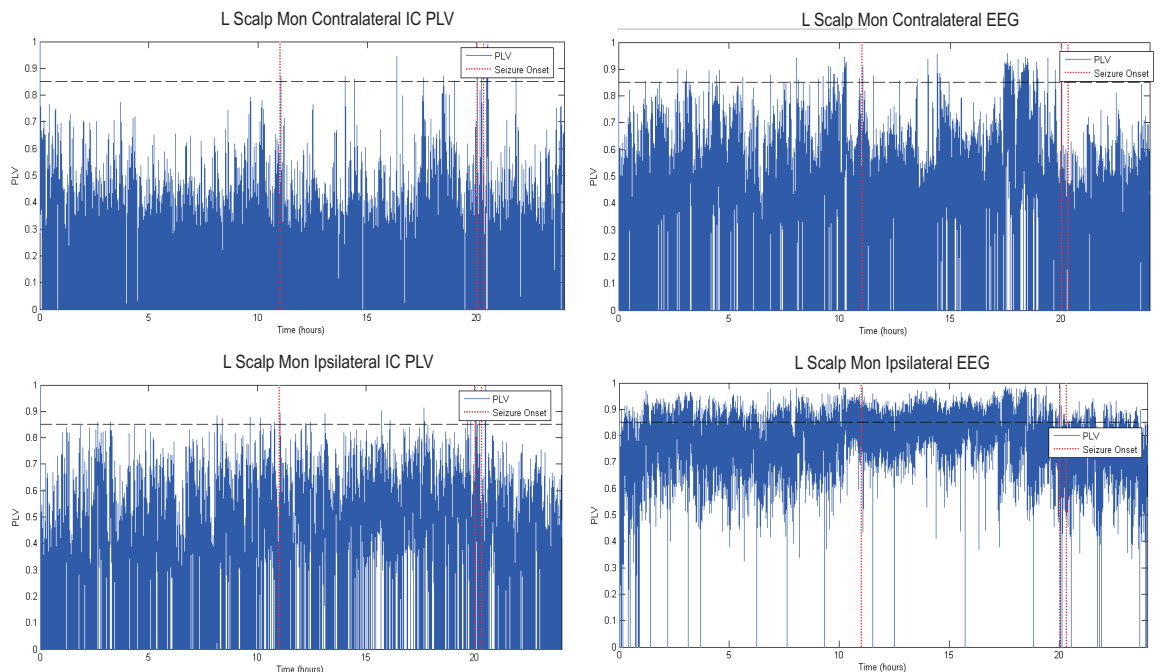 L Scalp Mon Contralateral IC PLV
1
0.9
0.8
0.7
0.6
0.5
0.4
0.3
0.2
0.1
0
PLV
PLV
Seizure Onset
0 5 10 15 20
Time (hours)
L Scalp Mon Contralateral EEG
1
0.9
0.8
0.7
0.6
0.5
0.4
0.3
0.2
0.1
0
PLV
PLV
Seizure Onset
0 5 10 15 20
Time (hours)
L Scalp Mon Ipsilateral IC PLV
1
0.9
0.8
0.7
0.6
0.5
0.4
0.3
0.2
0.1
0
PLV
PLV
Seizure Onset
0 5 10 15 20
Time (hours)
L Scalp Mon Ipsilateral EEG
1
0.9
0.8
0.7
0.6
0.5
0.4
0.3
0.2
0.1
0
PLV
PLV
Seizure Onset
0 5 10 15 20
Time (hours)